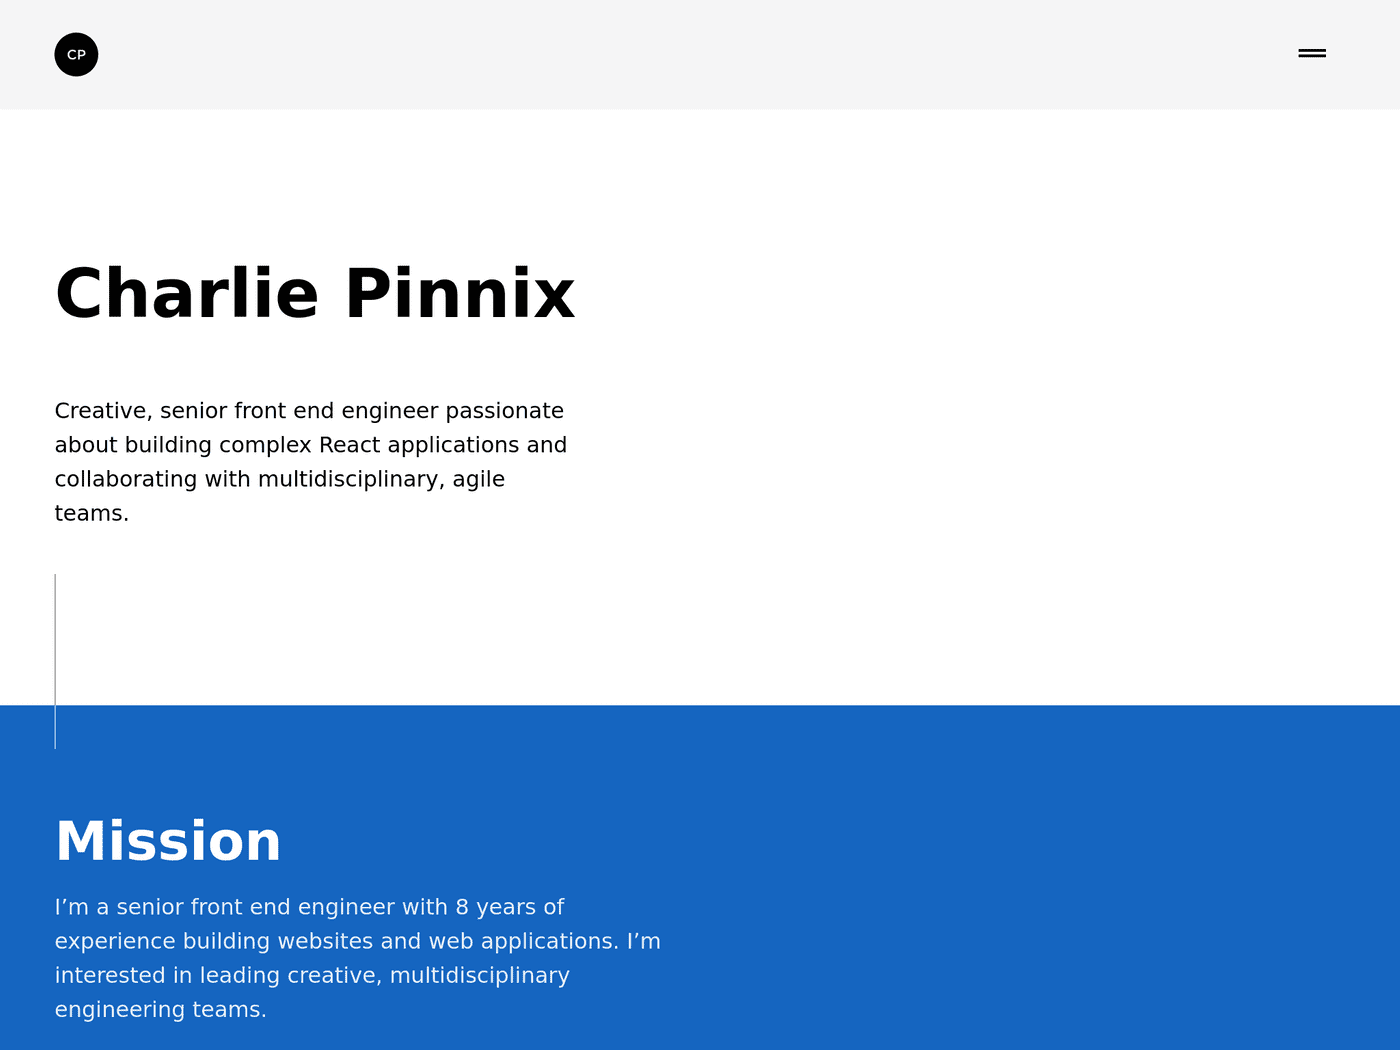 CP
Charlie Pinnix
Creative, senior front end engineer passionate
about building complex React applications and
collaborating with multidisciplinary, agile
teams.
Mission
I’m a senior front end engineer with 8 years of
experience building websites and web applications. I’m
interested in leading creative, multidisciplinary
engineering teams.